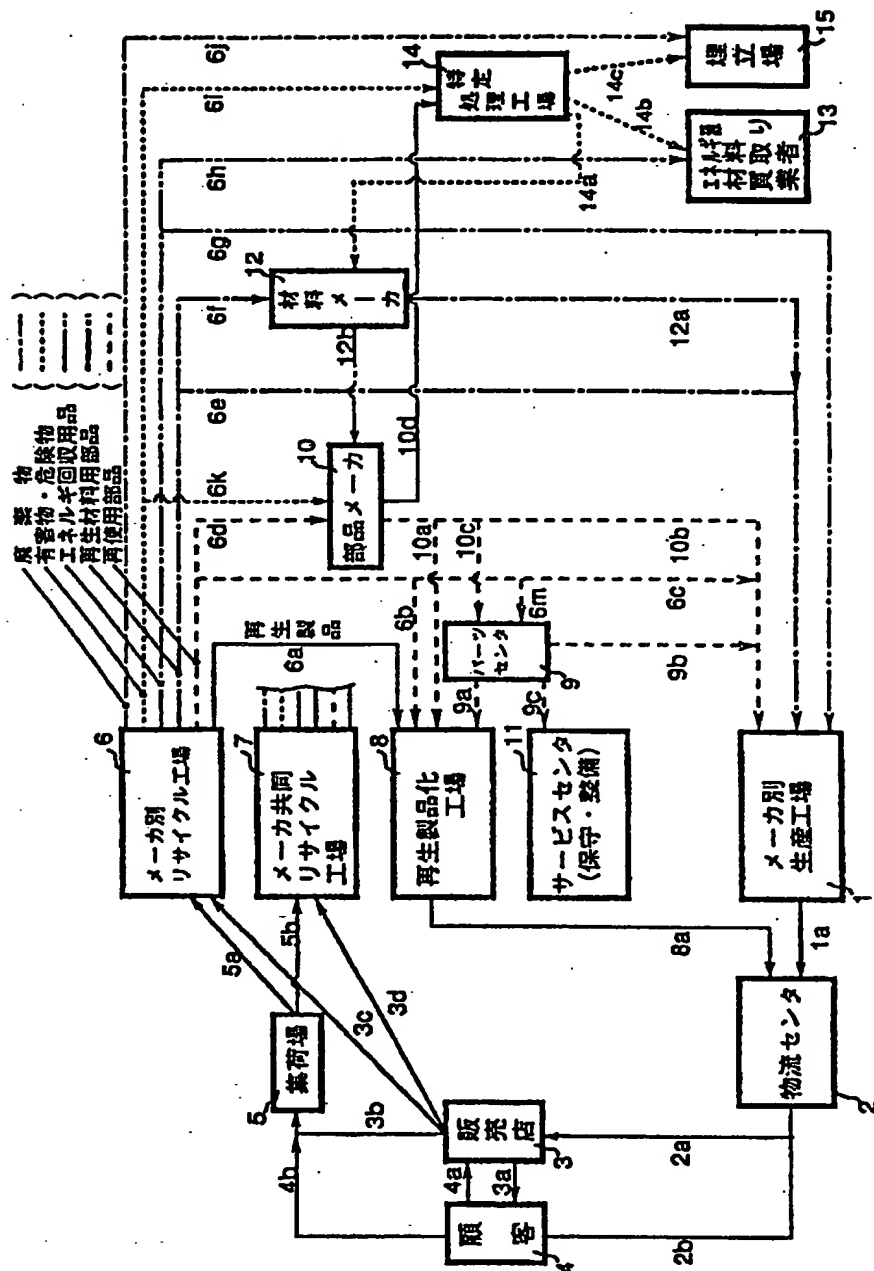 4b
3b
4a
3a
2a
2b
顧
客
4
販
売
店
3
物流センタ
2
集荷場
5
5a
5b
3c
3d
8a
1a
メーカ別
リサイクル工場
6
メーカ共同
リサイクル
工場
7
再生製品化
工場
8
サービスセンタ
(保守・整備)
11
メーカ別
生産工場
1
再生製品
6a
廃棄物
有害物・危険物
エネルギ回収用品
再生材料用部品
再使用部品
9a
9c
パーツ
センタ
9
6b
6m
9b
10a
10c
6c
10b
6d
6k
部品メーカ
10
10d
12b
6e
6f
材料
メーカ
12
12a
6g
6h
14a
6i
6j
特定
処理
工場
14
14b
14c
エネルギ源
材料
買取り
業者
13
埋立
場
15